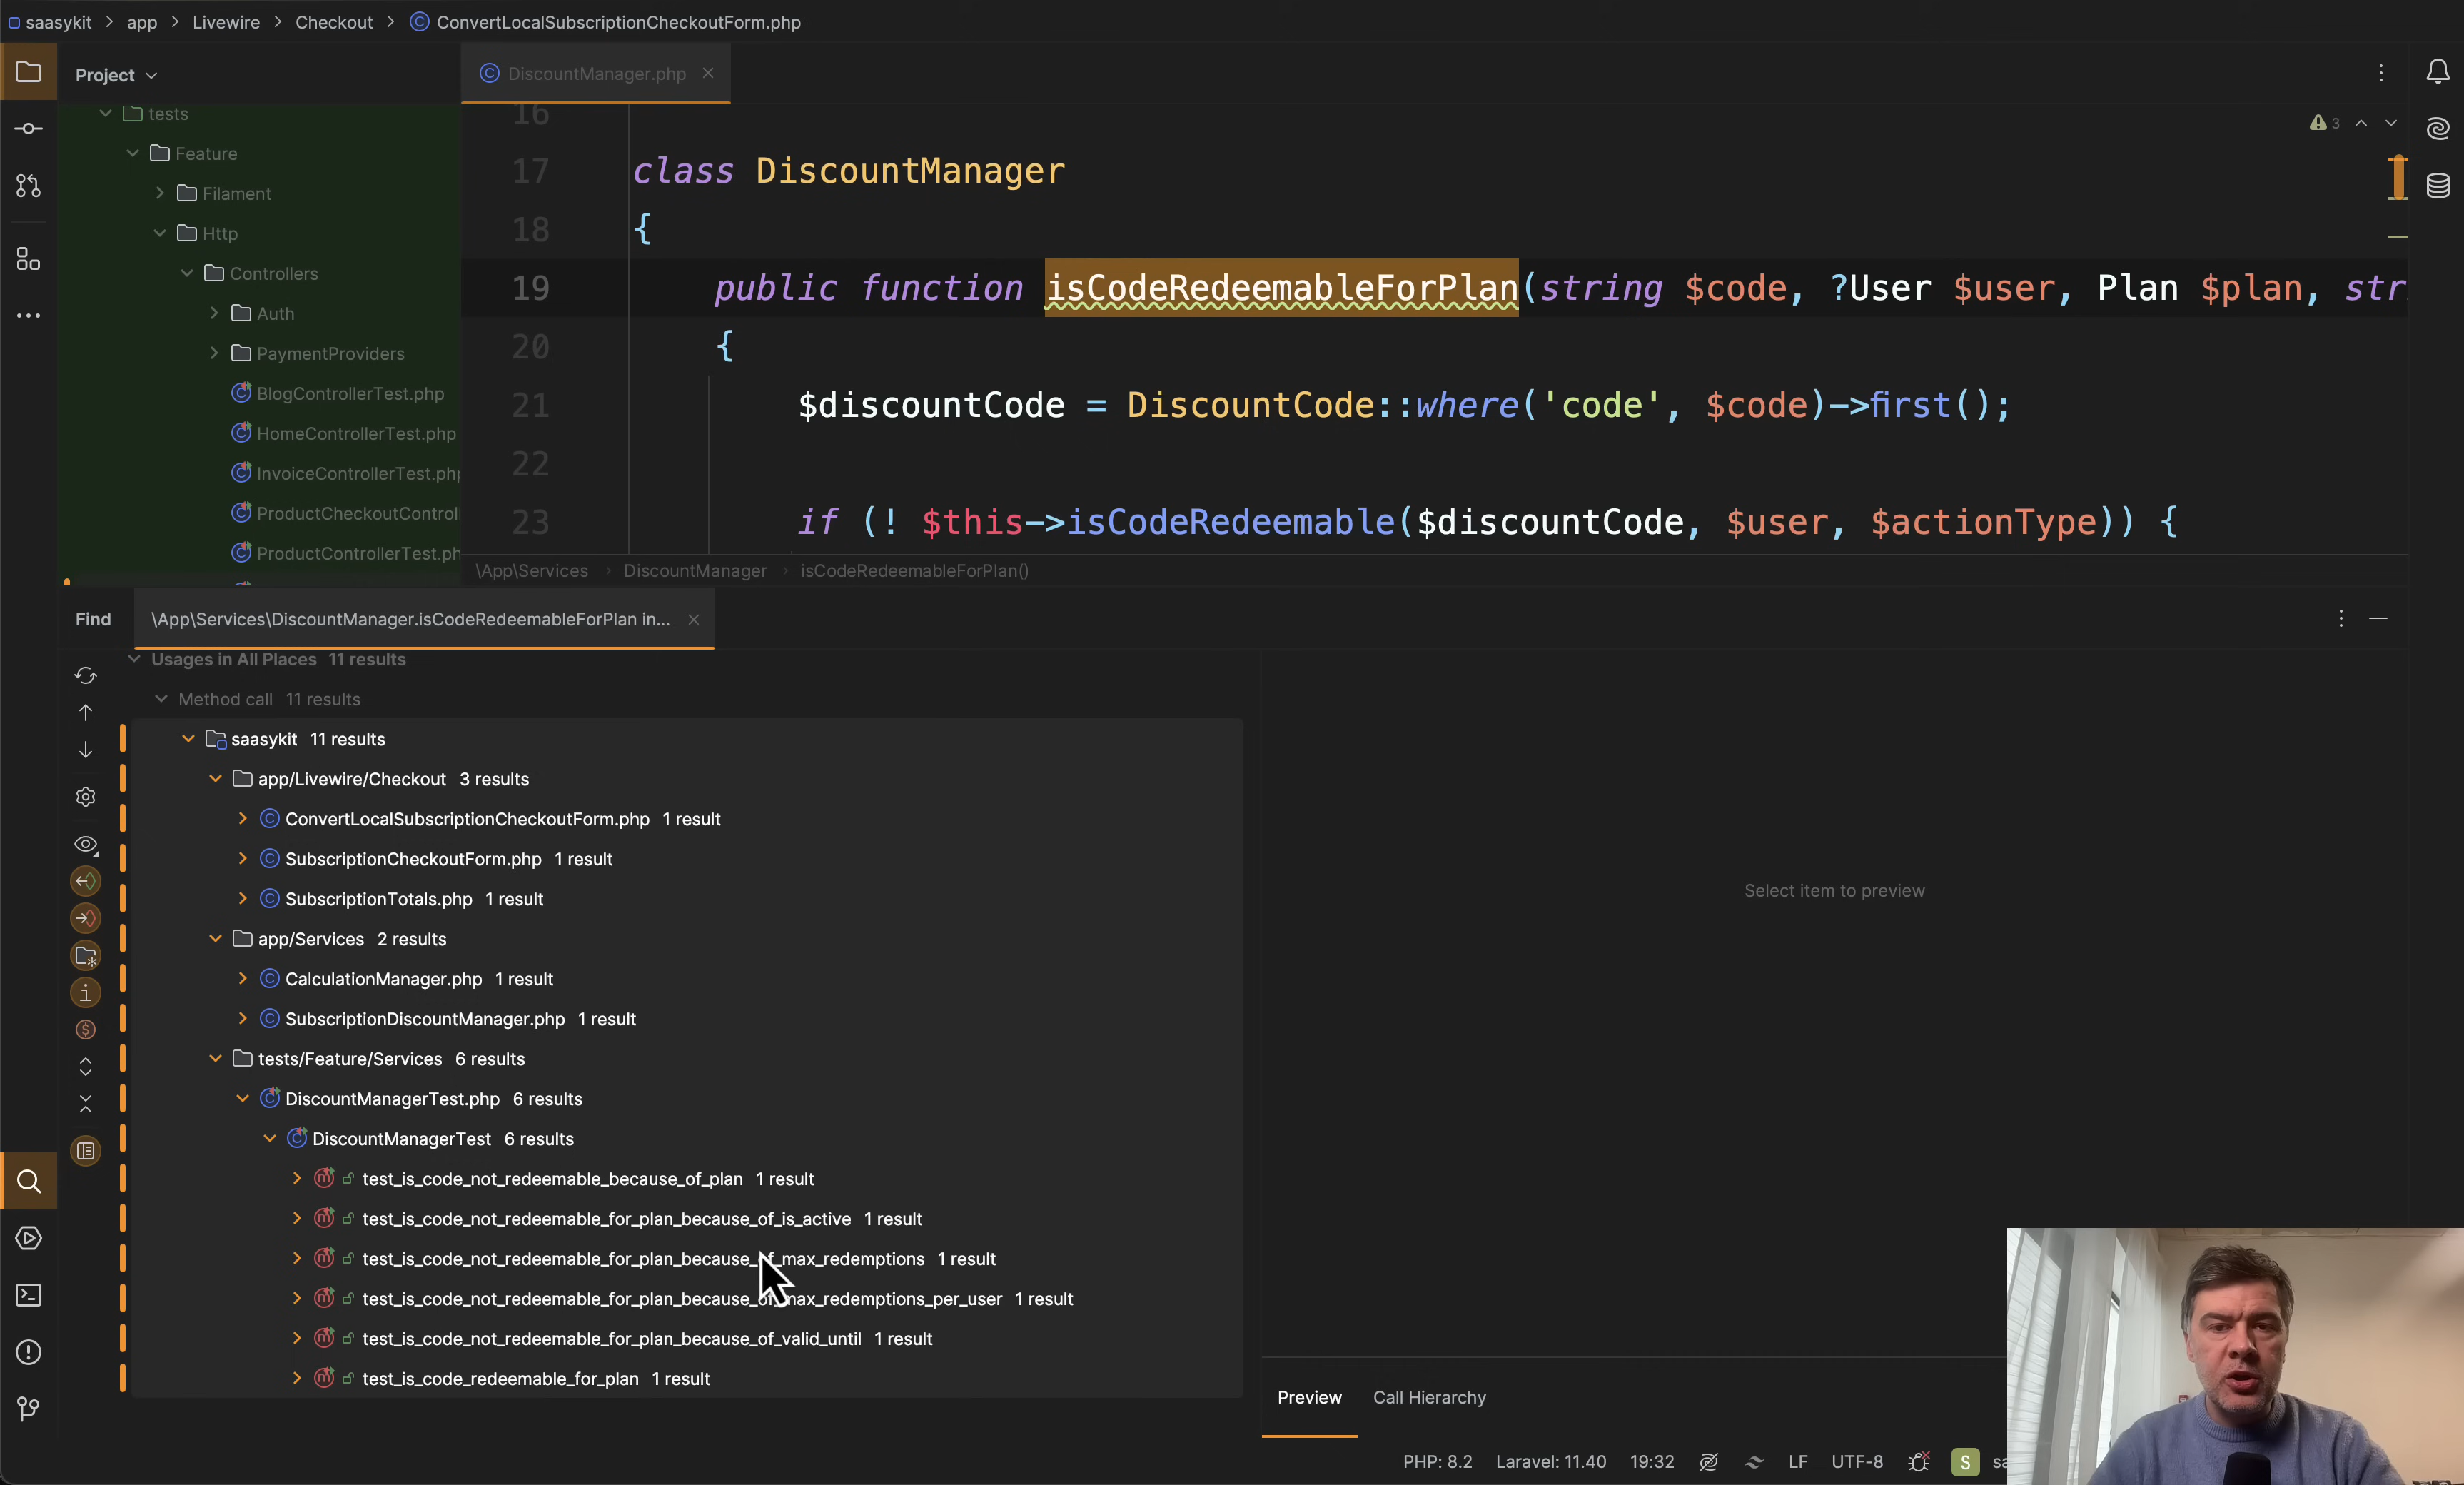 saasykit > app > Livewire > Checkout > ConvertLocalSubscriptionCheckoutForm.php
Project
DiscountManager.php
tests
Feature
Filament
Http
Controllers
Auth
PaymentProviders
BlogControllerTest.php
HomeControllerTest.php
InvoiceControllerTest.ph
ProductCheckoutControl
ProductControllerTest.ph
3
16
17 class DiscountManager
18 {
19 public function isCodeRedeemableForPlan(string $code, ?User $user, Plan $plan, str
20 {
21 $discountCode = DiscountCode::where('code', $code)->first();
22
23 if (! $this->isCodeRedeemable($discountCode, $user, $actionType)) {
\App\Services > DiscountManager > isCodeRedeemableForPlan()
Find
\App\Services\DiscountManager.isCodeRedeemableForPlan in...
Usages in All Places 11 results
Method call 11 results
saasykit 11 results
app/Livewire/Checkout 3 results
ConvertLocalSubscriptionCheckoutForm.php 1 result
SubscriptionCheckoutForm.php 1 result
SubscriptionTotals.php 1 result
app/Services 2 results
CalculationManager.php 1 result
SubscriptionDiscountManager.php 1 result
tests/Feature/Services 6 results
DiscountManagerTest.php 6 results
DiscountManagerTest 6 results
test_is_code_not_redeemable_because_of_plan 1 result
test_is_code_not_redeemable_for_plan_because_of_is_active 1 result
test_is_code_not_redeemable_for_plan_because_of_max_redemptions 1 result
test_is_code_not_redeemable_for_plan_because_of_max_redemptions_per_user 1 result
test_is_code_not_redeemable_for_plan_because_of_valid_until 1 result
test_is_code_redeemable_for_plan 1 result
Select item to preview
Preview
Call Hierarchy
PHP: 8.2 Laravel: 11.40 19:32 LF UTF-8 S sa